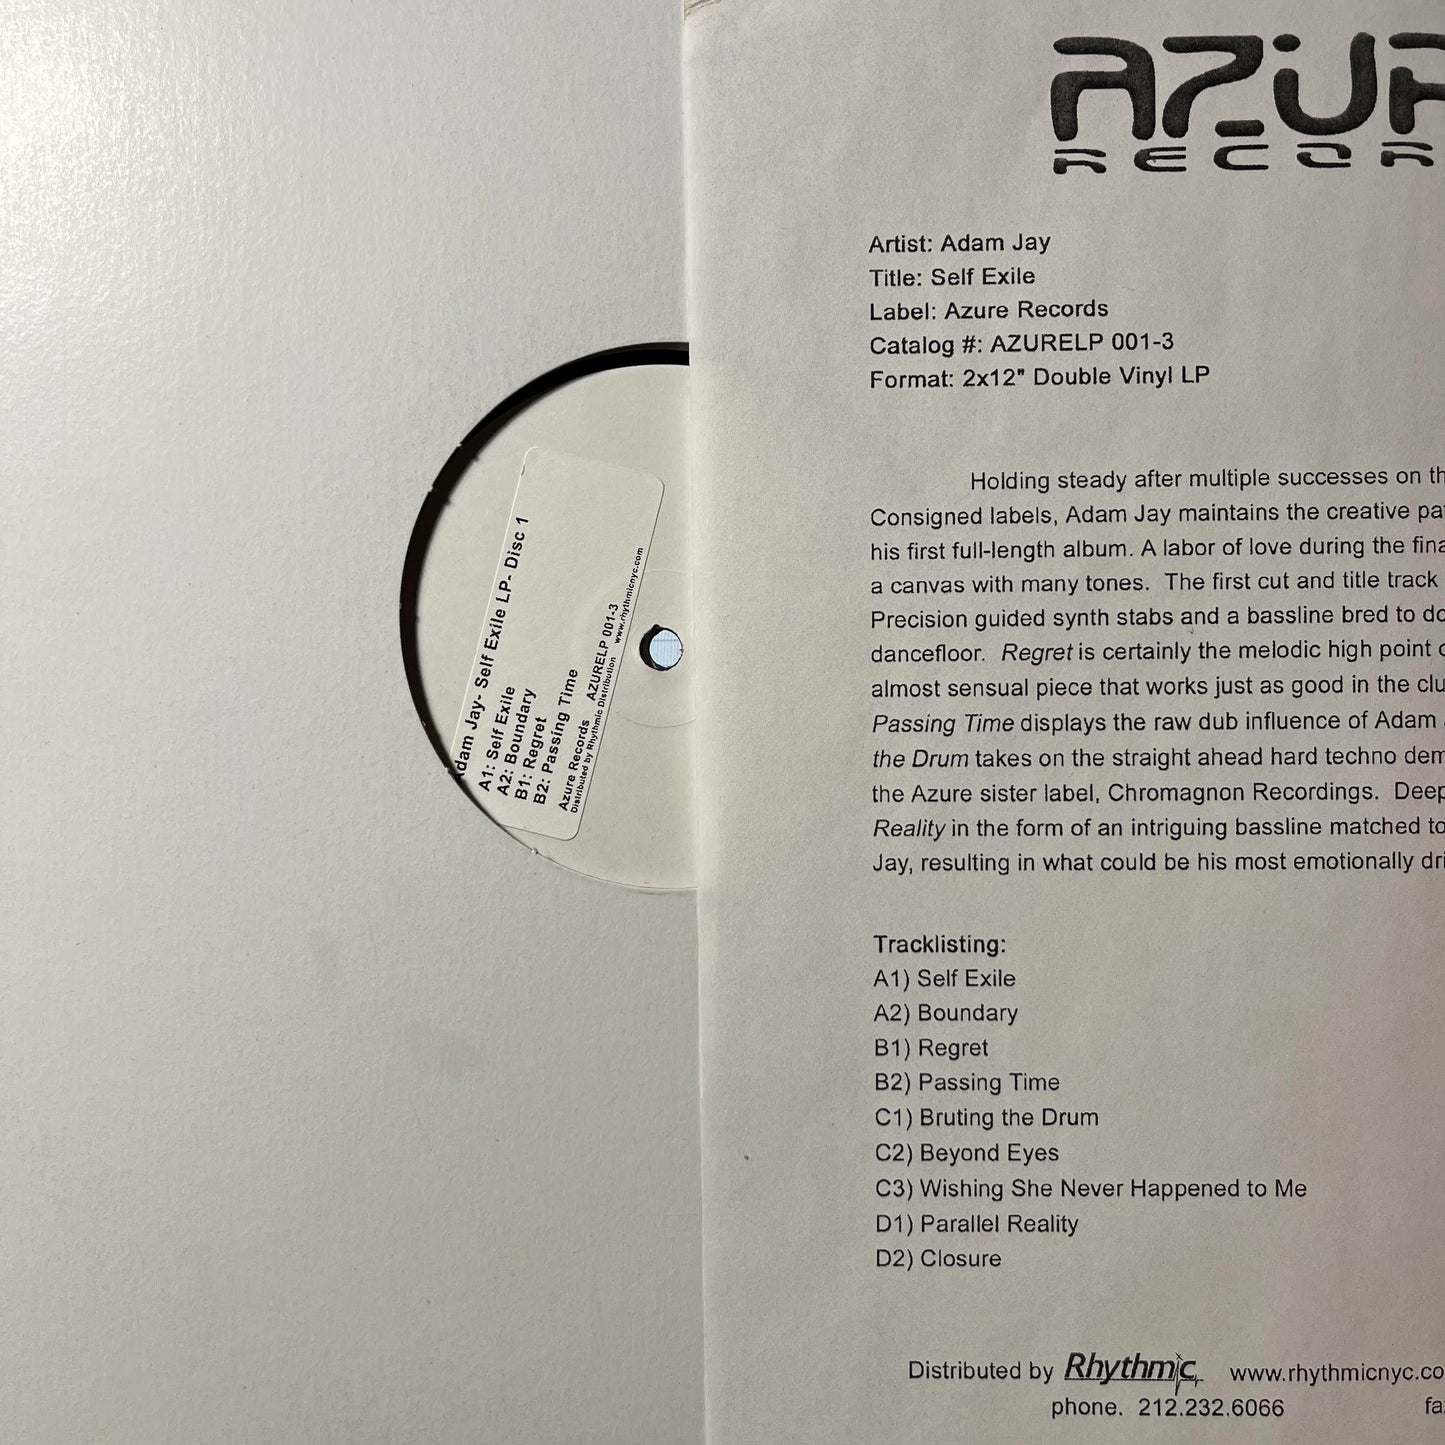 Adam Jay- Self Exile LP- Disc 1
A1: Self Exile
A2: Boundary
B1: Regret
B2: Passing Time
Azure Records AZURELP 001-3
Distributed by Rhythmic Distribution www.rhythmicnyc.com
AZUR
RECOR
Artist: Adam Jay
Title: Self Exile
Label: Azure Records
Catalog #: AZURELP 001-3
Format: 2x12" Double Vinyl LP
Holding steady after multiple successes on th
Consigned labels, Adam Jay maintains the creative pa
his first full-length album. A labor of love during the fina
a canvas with many tones. The first cut and title track
Precision guided synth stabs and a bassline bred to do
dancefloor. Regret is certainly the melodic high point
almost sensual piece that works just as good in the clu
Passing Time displays the raw dub influence of Adam
the Drum takes on the straight ahead hard techno dem
the Azure sister label, Chromagnon Recordings. Deep
Reality in the form of an intriguing bassline matched to
Jay, resulting in what could be his most emotionally dri
Tracklisting:
A1) Self Exile
A2) Boundary
B1) Regret
B2) Passing Time
C1) Bruting the Drum
C2) Beyond Eyes
C3) Wishing She Never Happened to Me
D1) Parallel Reality
D2) Closure
Distributed by Rhythmic www.rhythmicnyc.co
phone. 212.232.6066 fa